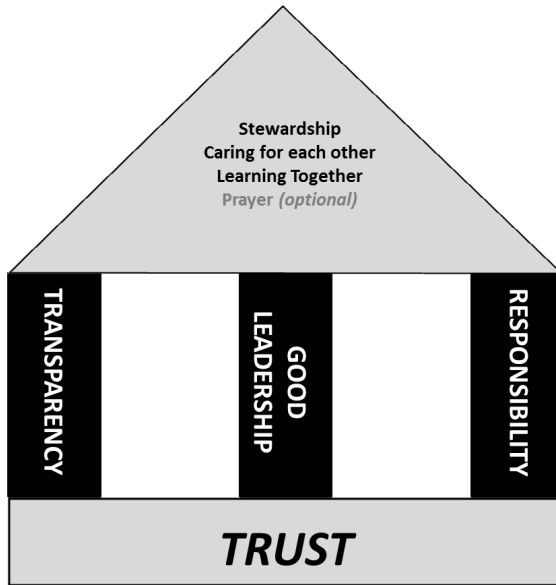 Stewardship
Caring for each other
Learning Together
Prayer (optional)
TRANSPARENCY
GOOD
LEADERSHIP
RESPONSIBILITY
TRUST